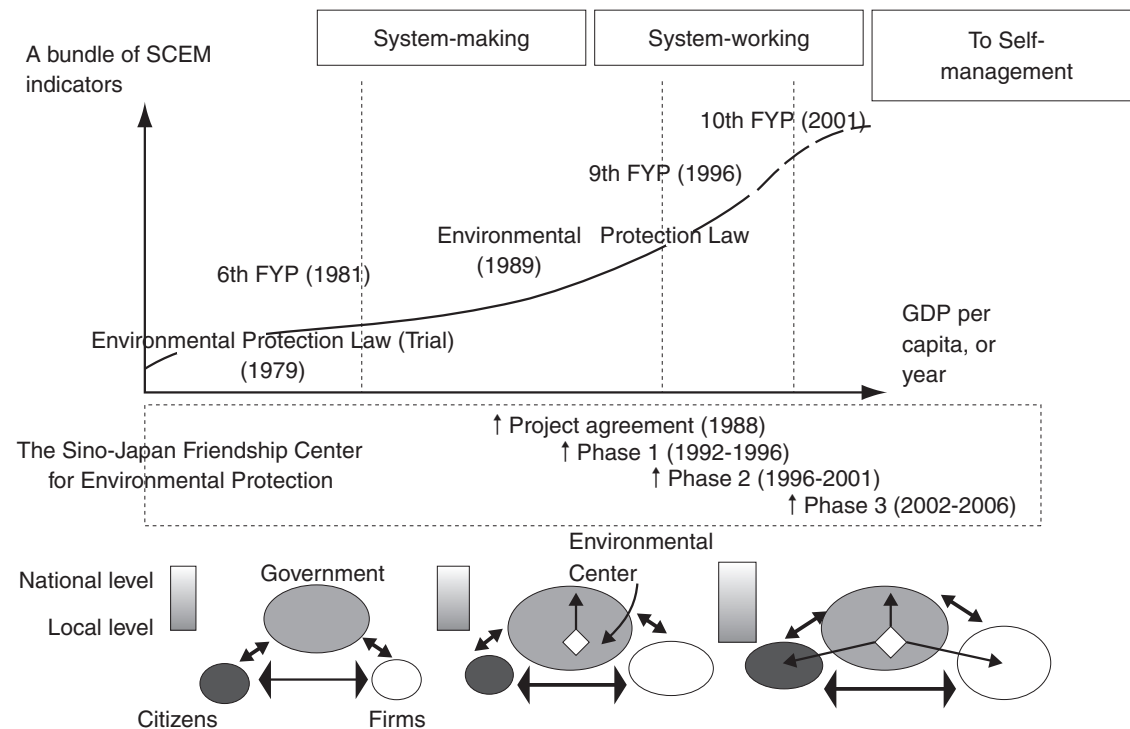 A bundle of SCEM
indicators
System-making
System-working
To Self-
management
10th FYP (2001)
9th FYP (1996)
Environmental Protection Law
(1989)
6th FYP (1981)
Environmental Protection Law (Trial)
(1979)
GDP per
capita, or
year
The Sino-Japan Friendship Center
for Environmental Protection
↑ Project agreement (1988)
↑ Phase 1 (1992-1996)
↑ Phase 2 (1996-2001)
↑ Phase 3 (2002-2006)
National level
Local level
Government
Citizens
Firms
Environmental
Center